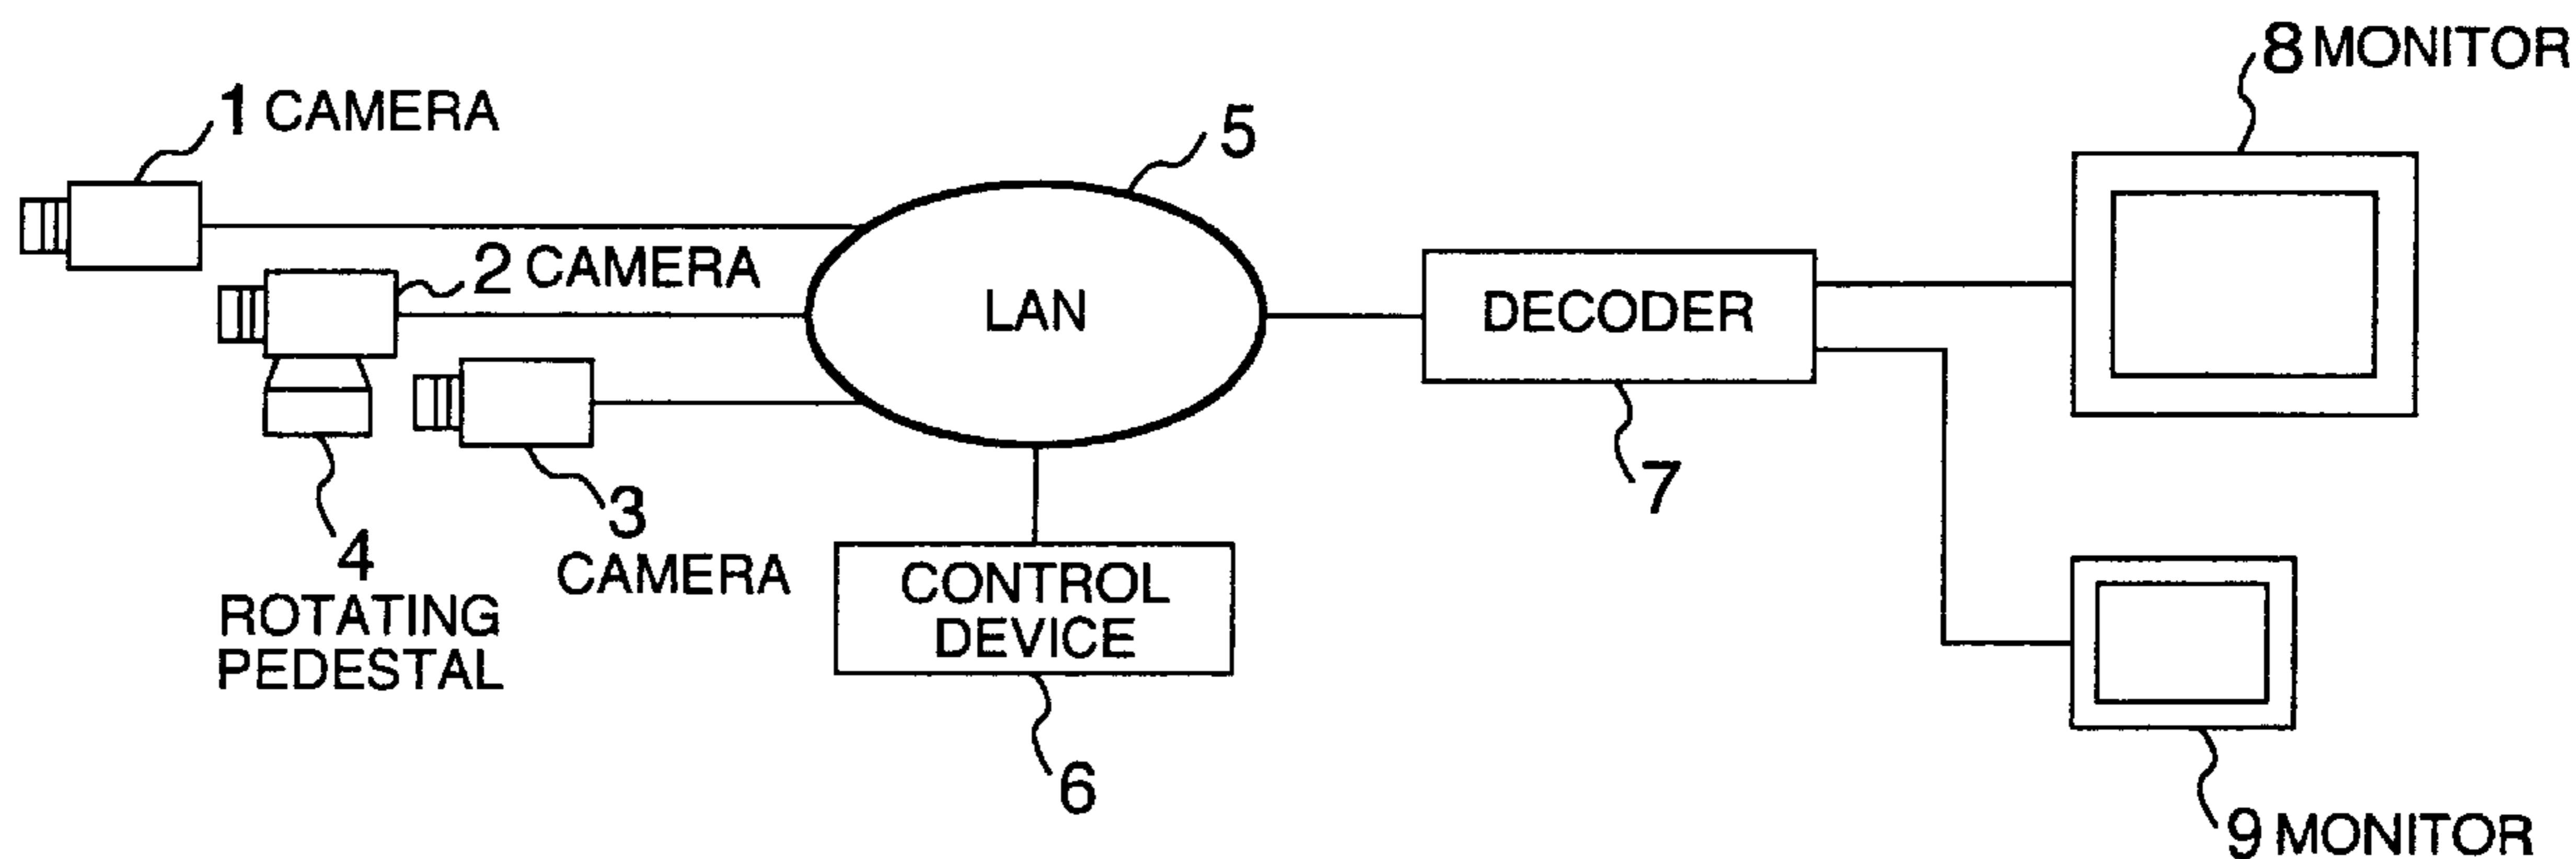 8 MONITOR
1 CAMERA
5
2 CAMERA
LAN
DECODER
7
3
CAMERA
4
ROTATING
PEDESTAL
CONTROL
DEVICE
6
9 MONITOR